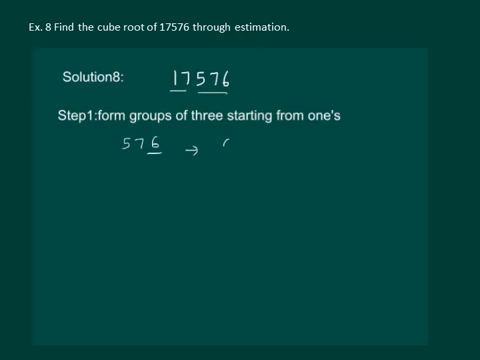 Ex. 8 Find the cube root of 17576 through estimation.
Solution8: 17 576
Step1:form groups of three starting from one's
576 →